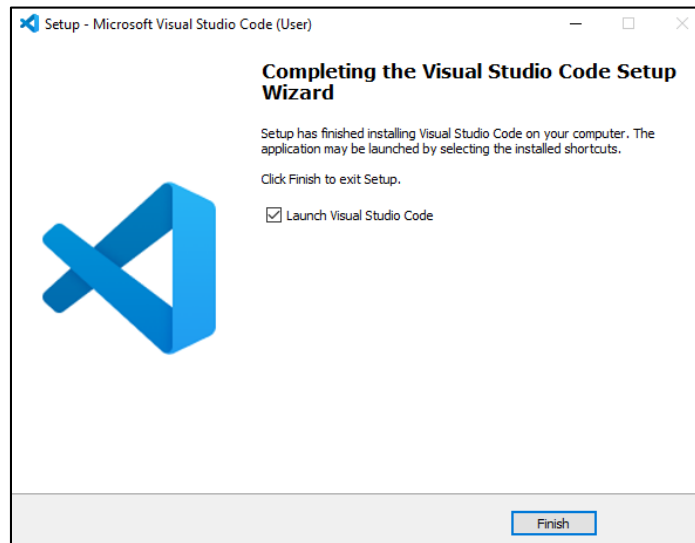 Setup - Microsoft Visual Studio Code (User)
Completing the Visual Studio Code Setup
Wizard
Setup has finished installing Visual Studio Code on your computer. The
application may be launched by selecting the installed shortcuts.
Click Finish to exit Setup.
Launch Visual Studio Code
Finish